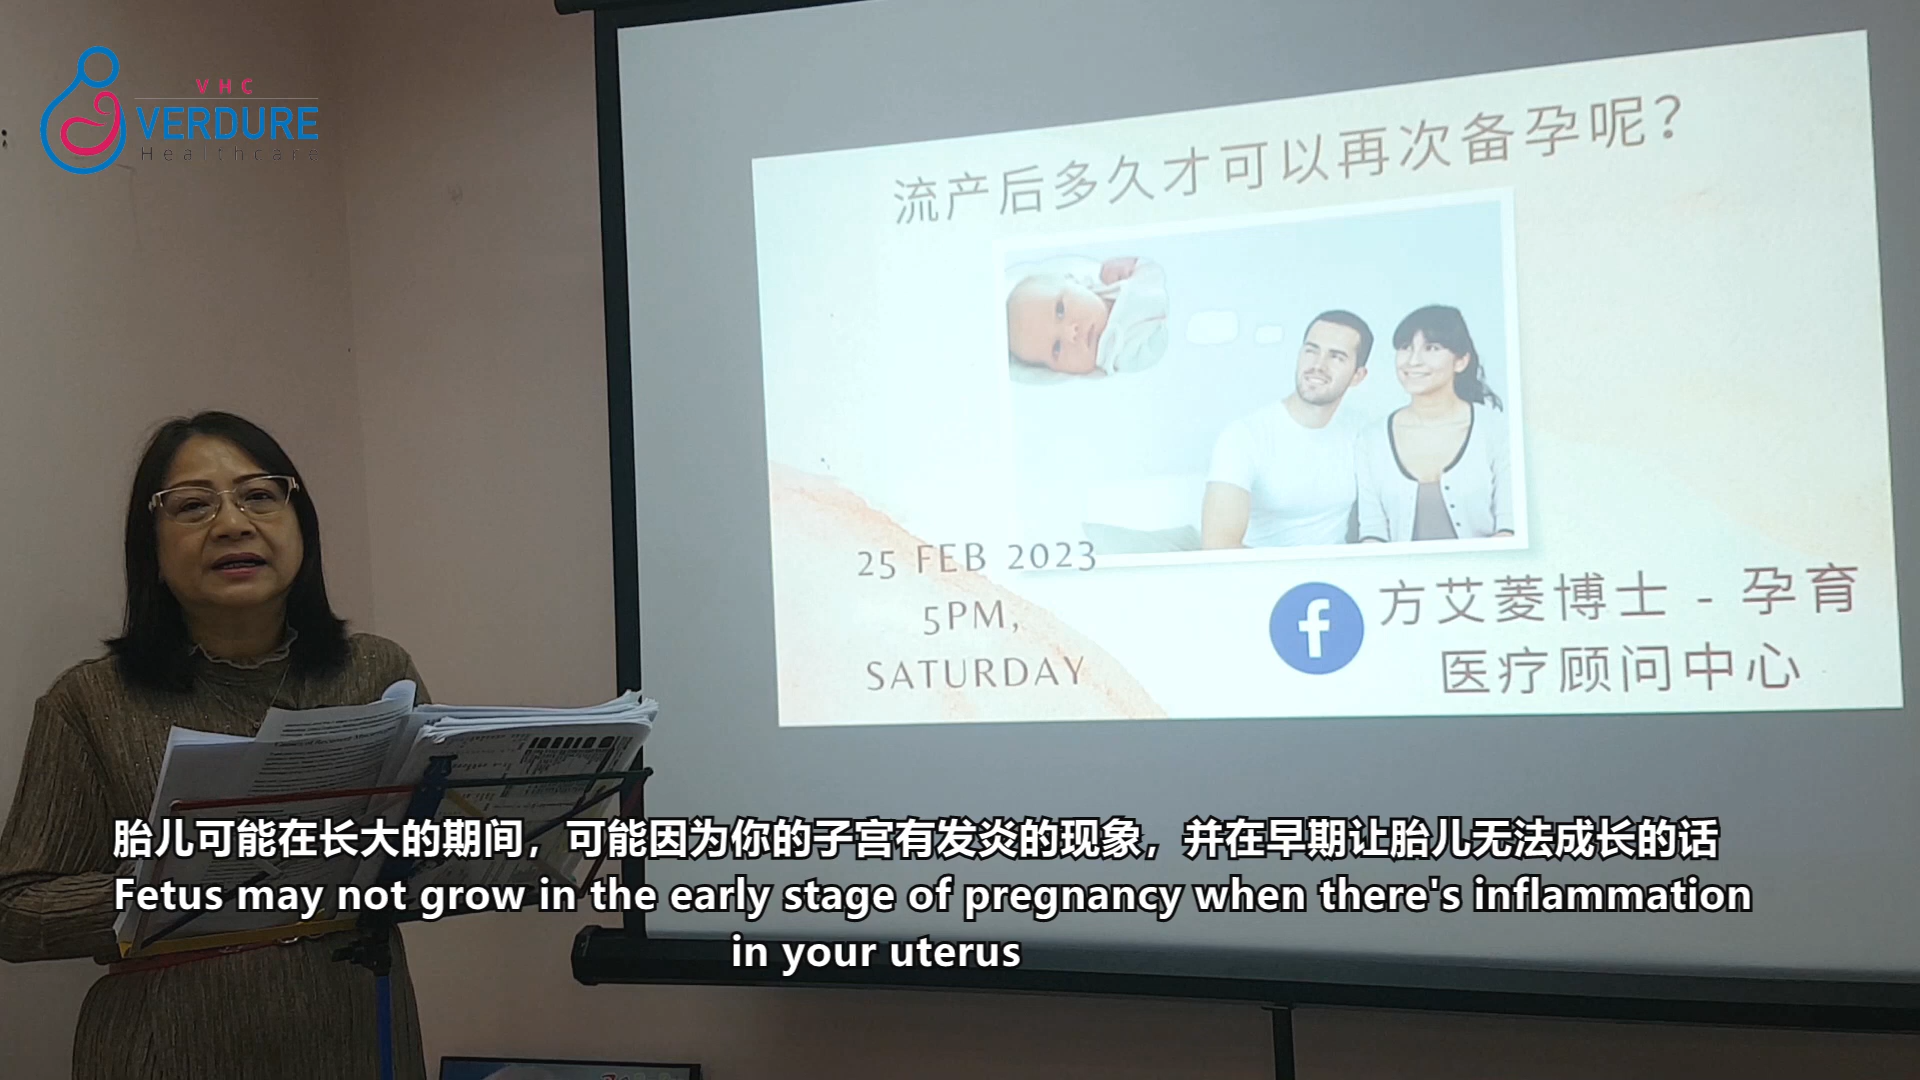 VHC
VERDURE
Healthcare
流产后多久才可以再次备孕呢？
25 FEB 2023
5PM,
SATURDAY
f
方艾菱博士 - 孕育
医疗顾问中心
胎儿可能在长大的期间，可能因为你的子宫有发炎的现象，并在早期让胎儿无法成长的话
Fetus may not grow in the early stage of pregnancy when there's inflammation
in your uterus